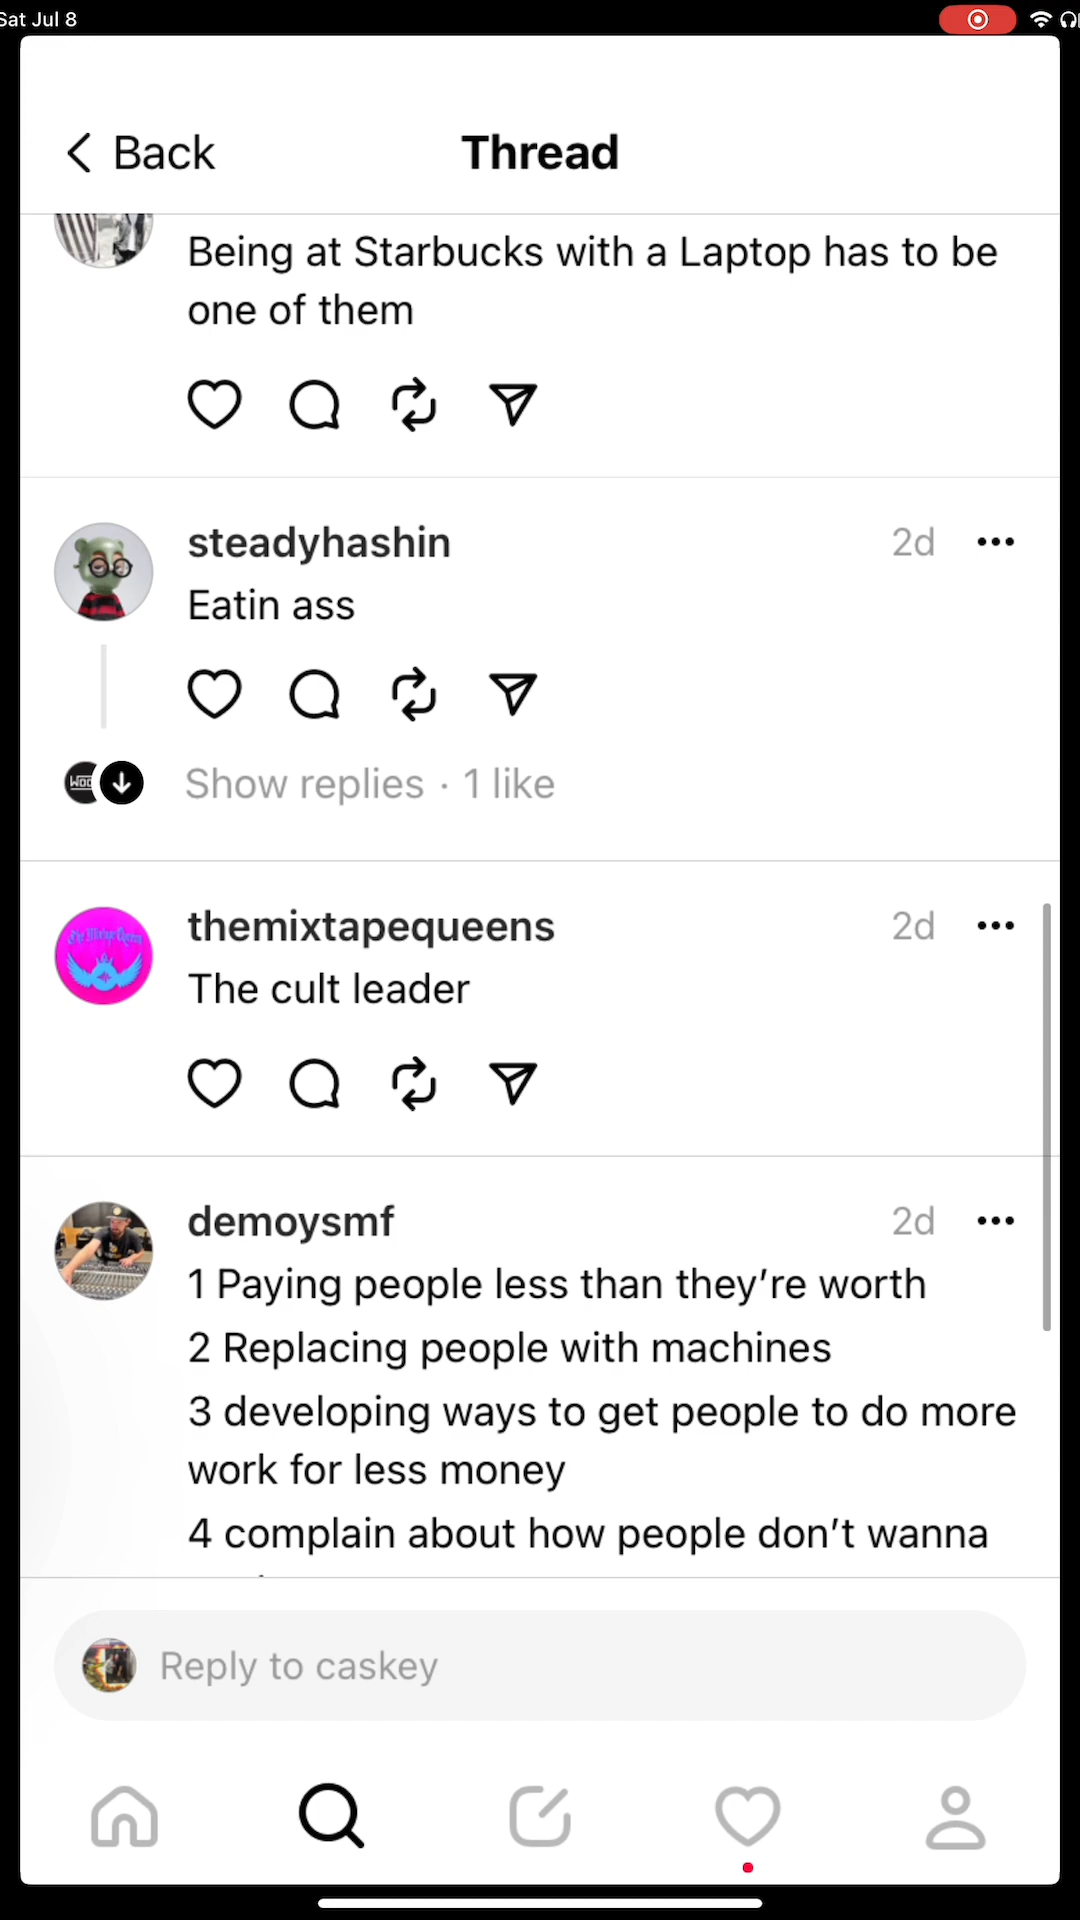 Sat Jul 8
Back
Thread
Being at Starbucks with a Laptop has to be
one of them
steadyhashin
2d
Eatin ass
Show replies · 1 like
themixtapequeens
2d
The cult leader
demoysmf
2d
1 Paying people less than they’re worth
2 Replacing people with machines
3 developing ways to get people to do more
work for less money
4 complain about how people don’t wanna
Reply to caskey